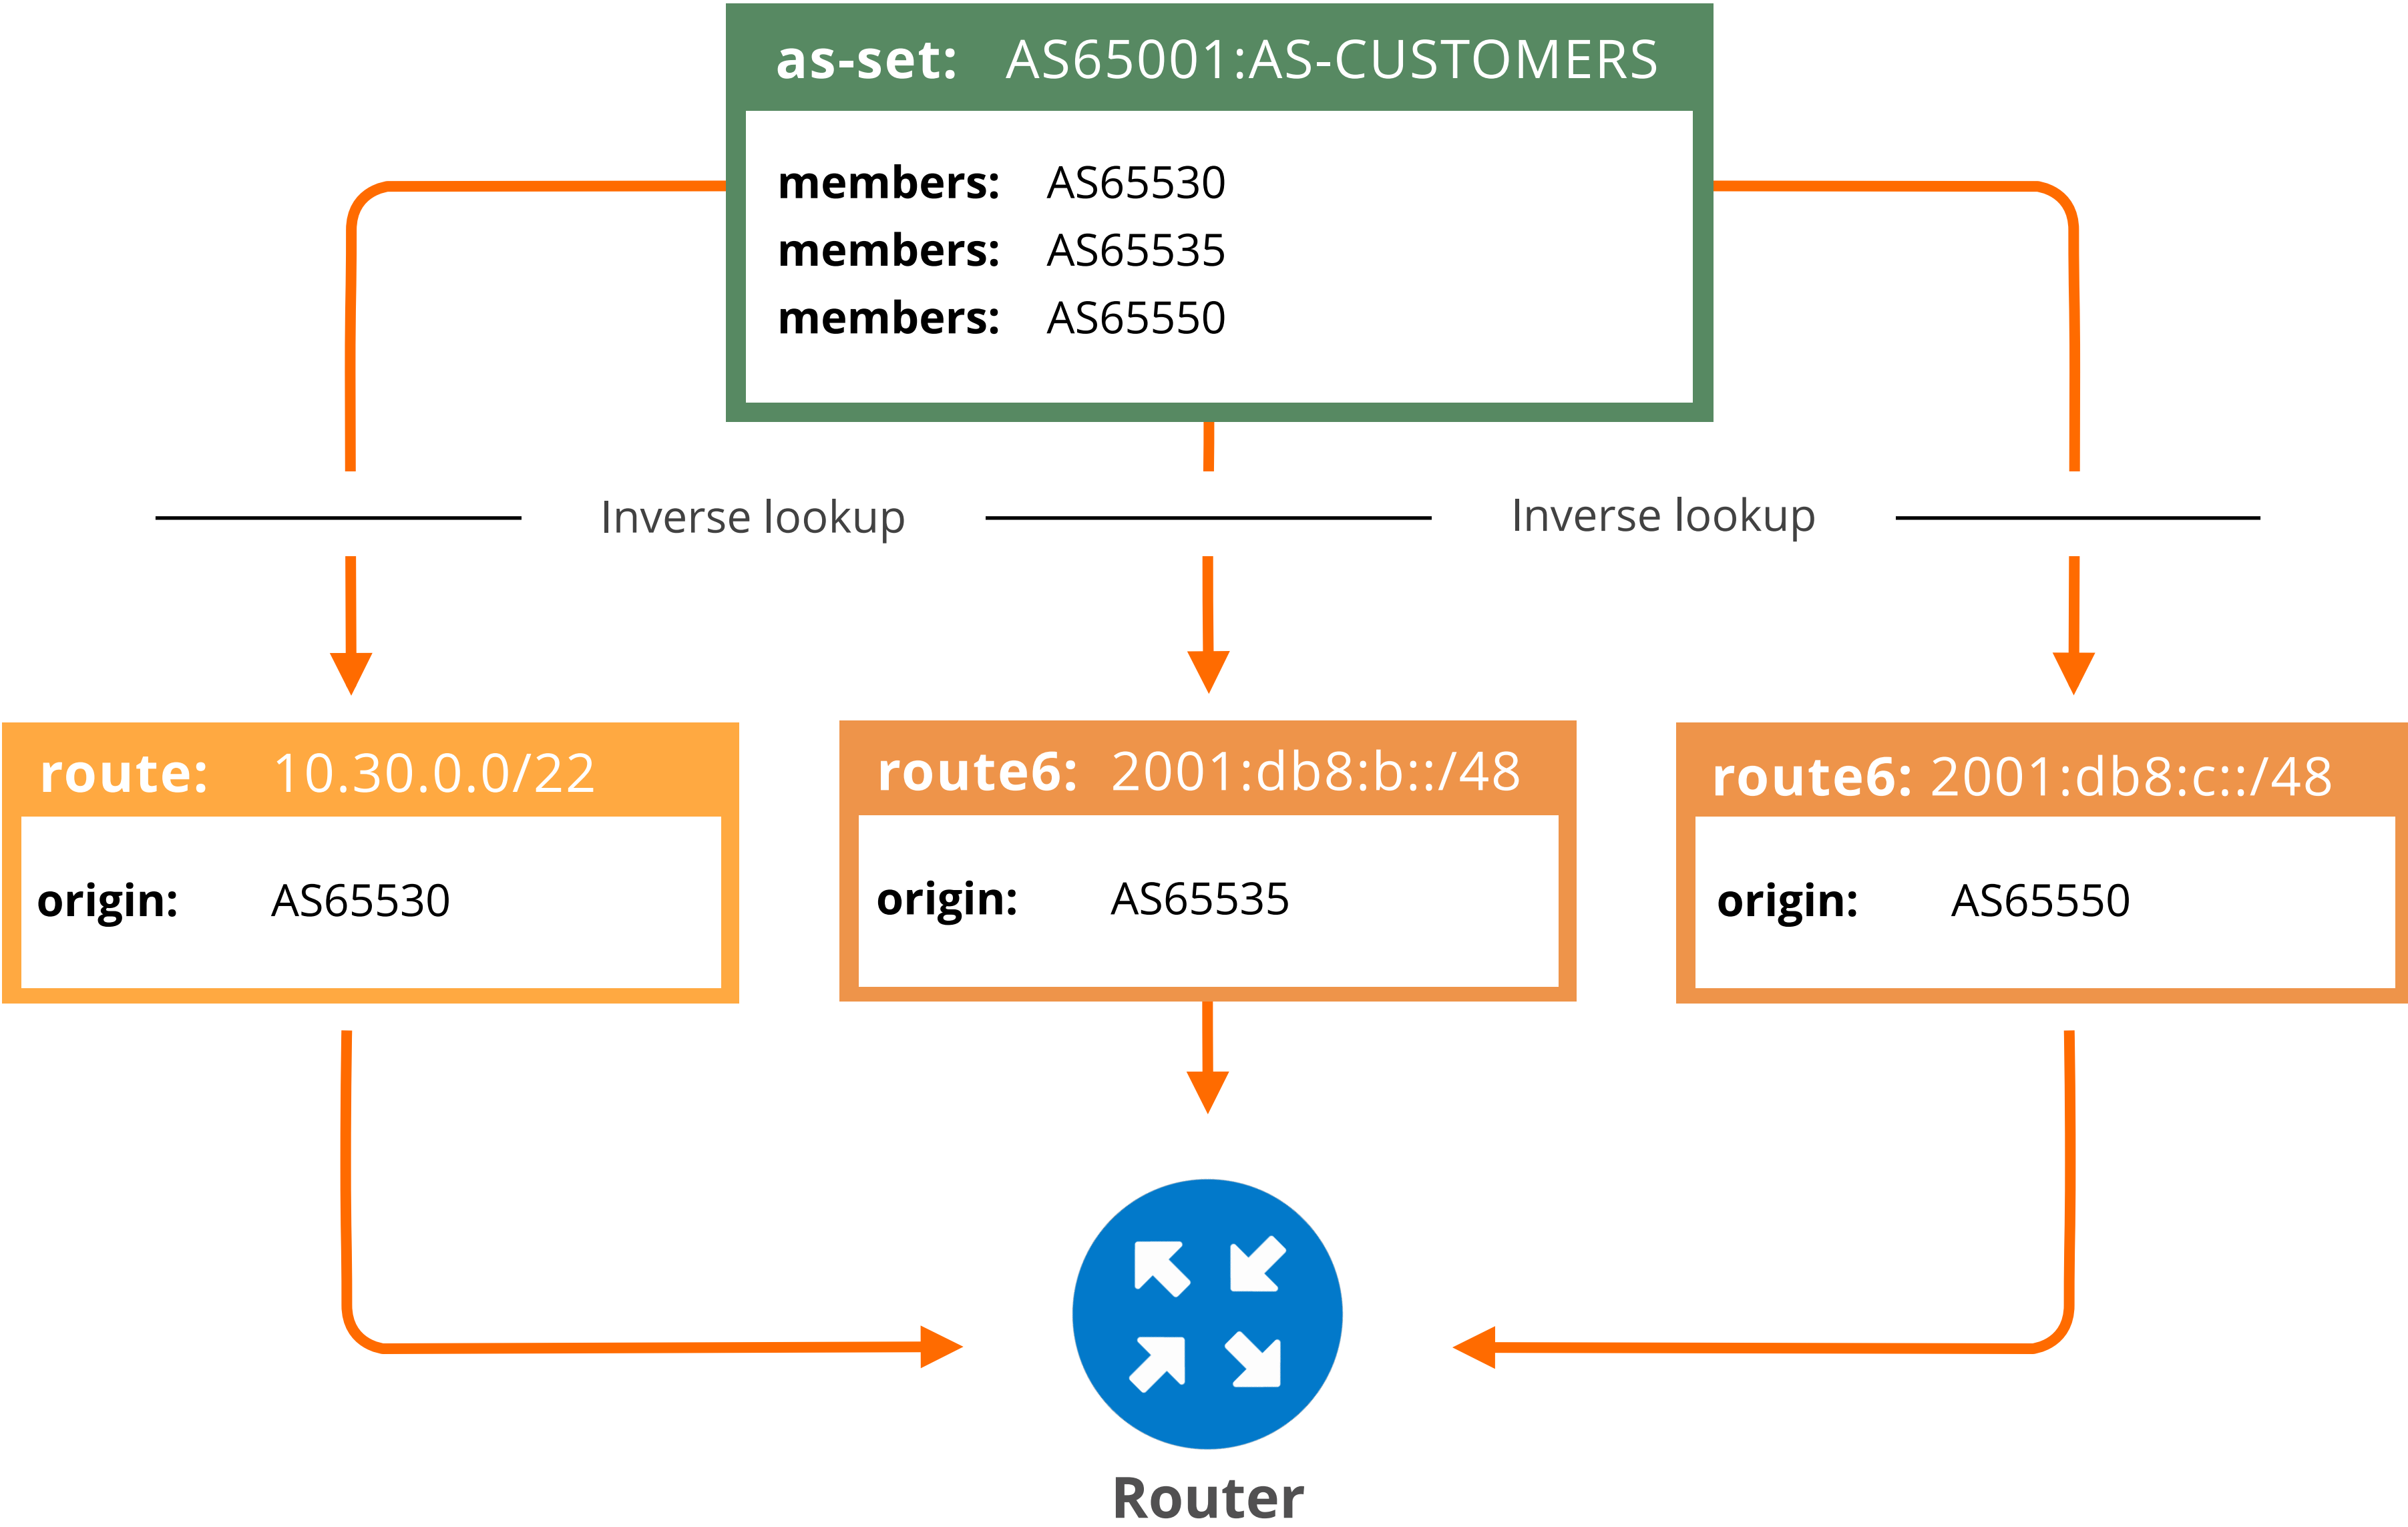 as-set: AS65001:AS-CUSTOMERS
members: AS65530
members: AS65535
members: AS65550
Inverse lookup
Inverse lookup
route: 10.30.0.0/22
origin: AS65530
route6: 2001:db8:b::/48
origin: AS65535
route6: 2001:db8:c::/48
origin: AS65550
Router